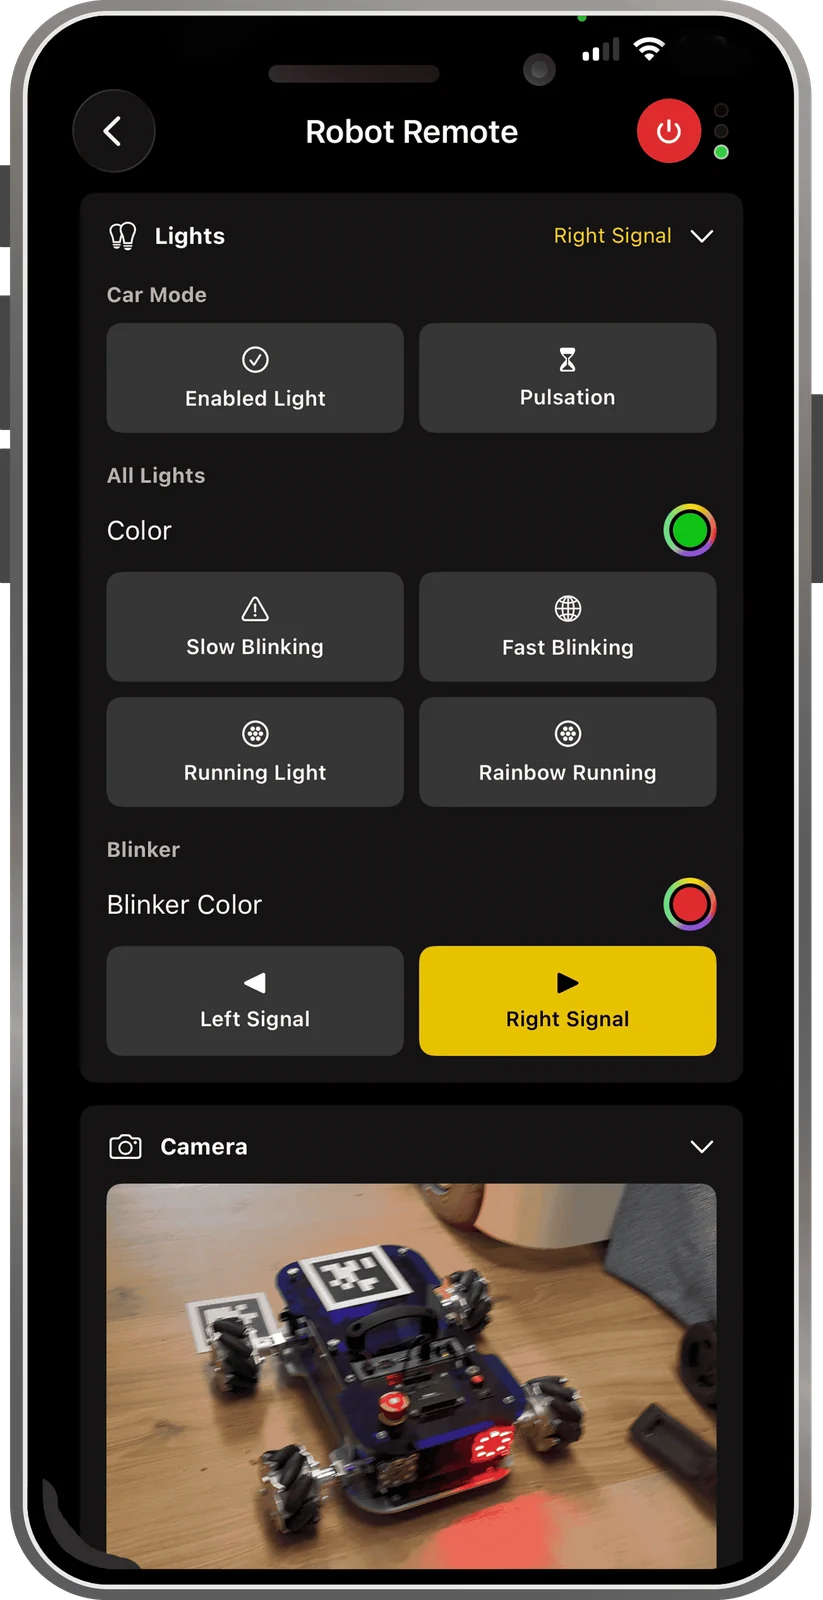 Robot Remote
Lights
Right Signal
Car Mode
Enabled Light
Pulsation
All Lights
Color
Slow Blinking
Fast Blinking
Running Light
Rainbow Running
Blinker
Blinker Color
Left Signal
Right Signal
Camera